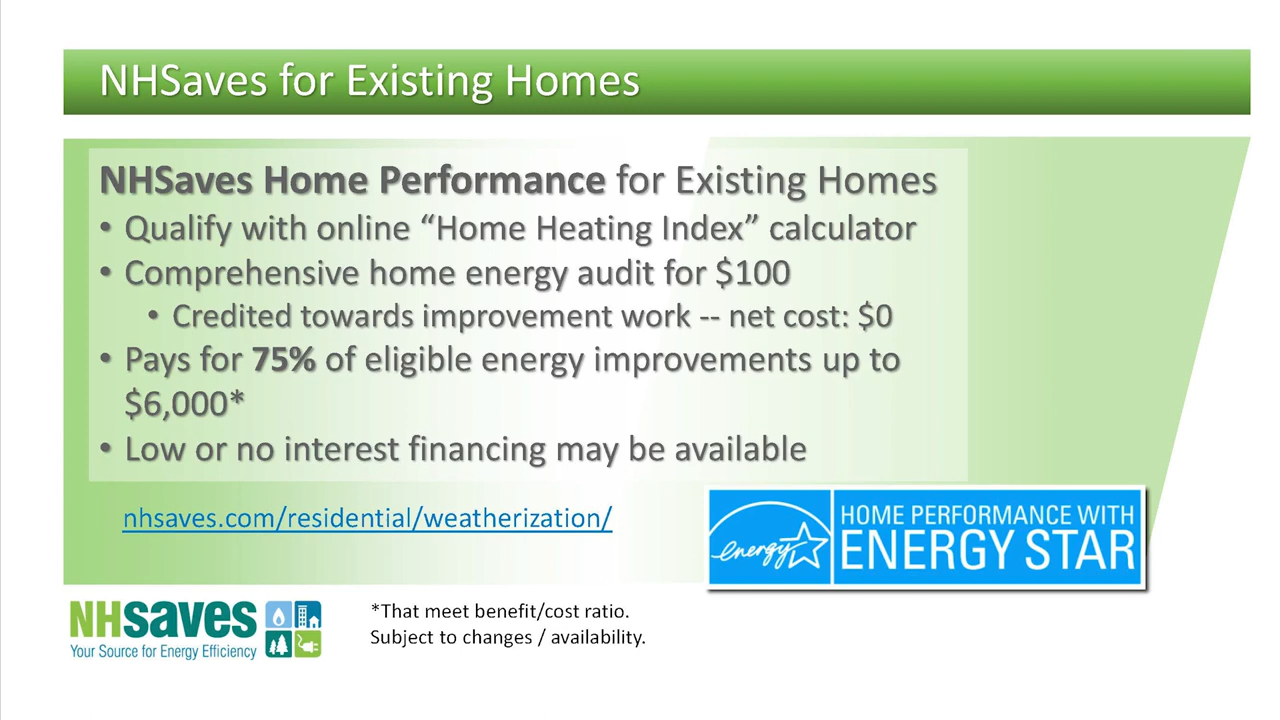 NHSaves for Existing Homes
NHSaves Home Performance for Existing Homes
• Qualify with online “Home Heating Index” calculator
• Comprehensive home energy audit for $100
• Credited towards improvement work -- net cost: $0
• Pays for 75% of eligible energy improvements up to
$6,000*
• Low or no interest financing may be available
nhsaves.com/residential/weatherization/
energy
HOME PERFORMANCE WITH
ENERGY STAR
NHSaves
Your Source for Energy Efficiency
*That meet benefit/cost ratio.
Subject to changes / availability.